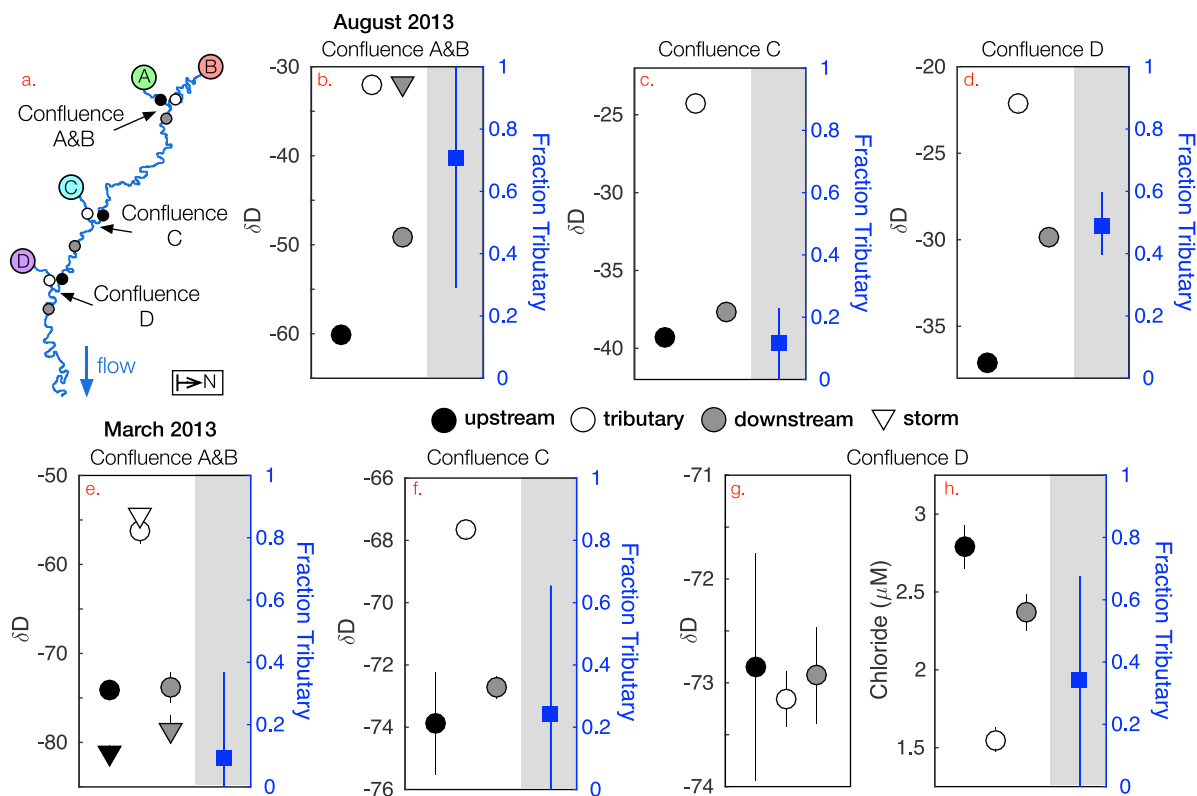 August 2013
Confluence A&B
Confluence C
Confluence D
a.
A
B
Confluence
A&B
C
Confluence
C
D
Confluence
D
flow
N
b.
-30
-40
-50
-60
δD
1
0.8
0.6
0.4
0.2
0
Fraction Tributary
c.
-25
-30
-35
-40
δD
1
0.8
0.6
0.4
0.2
0
Fraction Tributary
d.
-20
-25
-30
-35
δD
1
0.8
0.6
0.4
0.2
0
Fraction Tributary
upstream tributary downstream storm
March 2013
Confluence A&B
Confluence C
Confluence D
e.
-50
-60
-70
-80
δD
1
0.8
0.6
0.4
0.2
0
Fraction Tributary
f.
-66
-68
-70
-72
-74
-76
δD
1
0.8
0.6
0.4
0.2
0
Fraction Tributary
g.
-71
-72
-73
-74
δD
h.
3
2.5
2
1.5
Chloride (μM)
1
0.8
0.6
0.4
0.2
0
Fraction Tributary